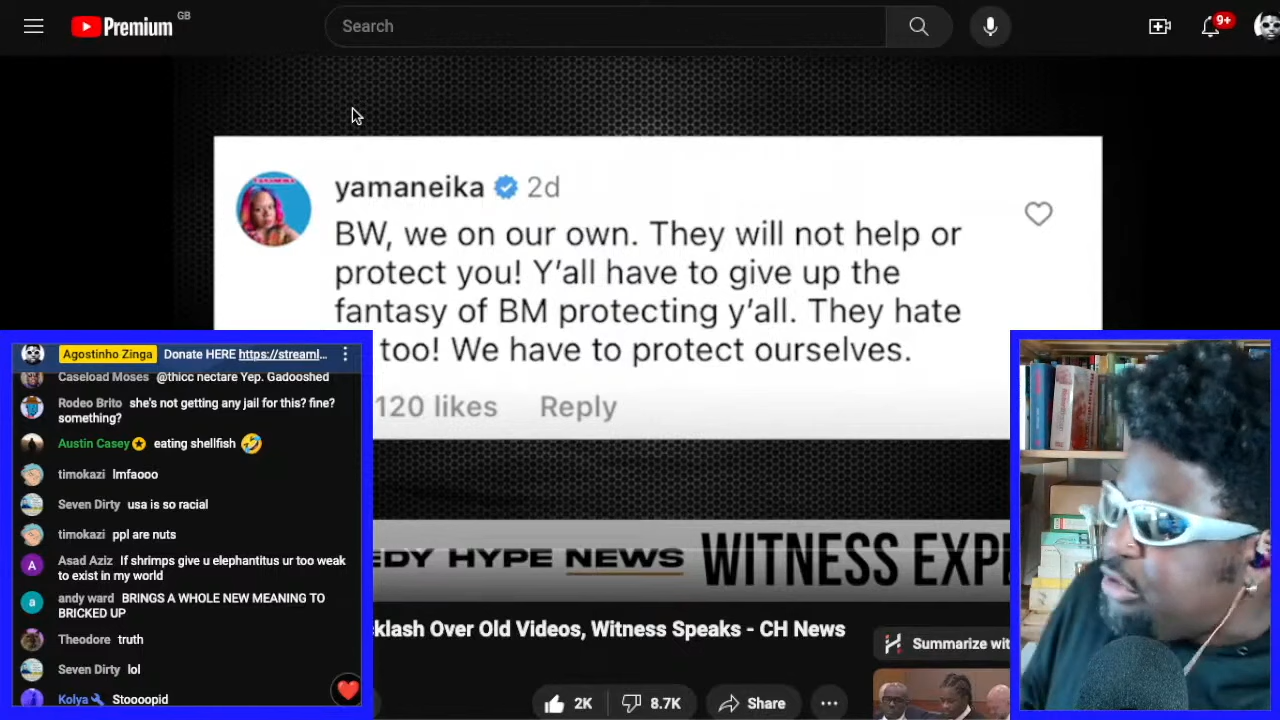 Premium GB
Search
9+
yamaneika 2d
BW, we on our own. They will not help or
protect you! Y'all have to give up the
fantasy of BM protecting y'all. They hate
too! We have to protect ourselves.
120 likes Reply
Agostinho Zinga Donate HERE https://streaml...
Caseload Moses @thicc nectare Yep. Gadooshed
Rodeo Brito she's not getting any jail for this? fine?
something?
Austin Casey eating shellfish 🤣
timokazi lmfaooo
Seven Dirty usa is so racial
timokazi ppl are nuts
A
Asad Aziz If shrimps give u elephantitus ur too weak
to exist in my world
a
andy ward BRINGS A WHOLE NEW MEANING TO
BRICKED UP
Theodore truth
Seven Dirty lol
Kolya Stoooopid
EDY HYPE NEWS WITNESS EXP
cklash Over Old Videos, Witness Speaks - CH News
Summarize wit
2K 8.7K Share